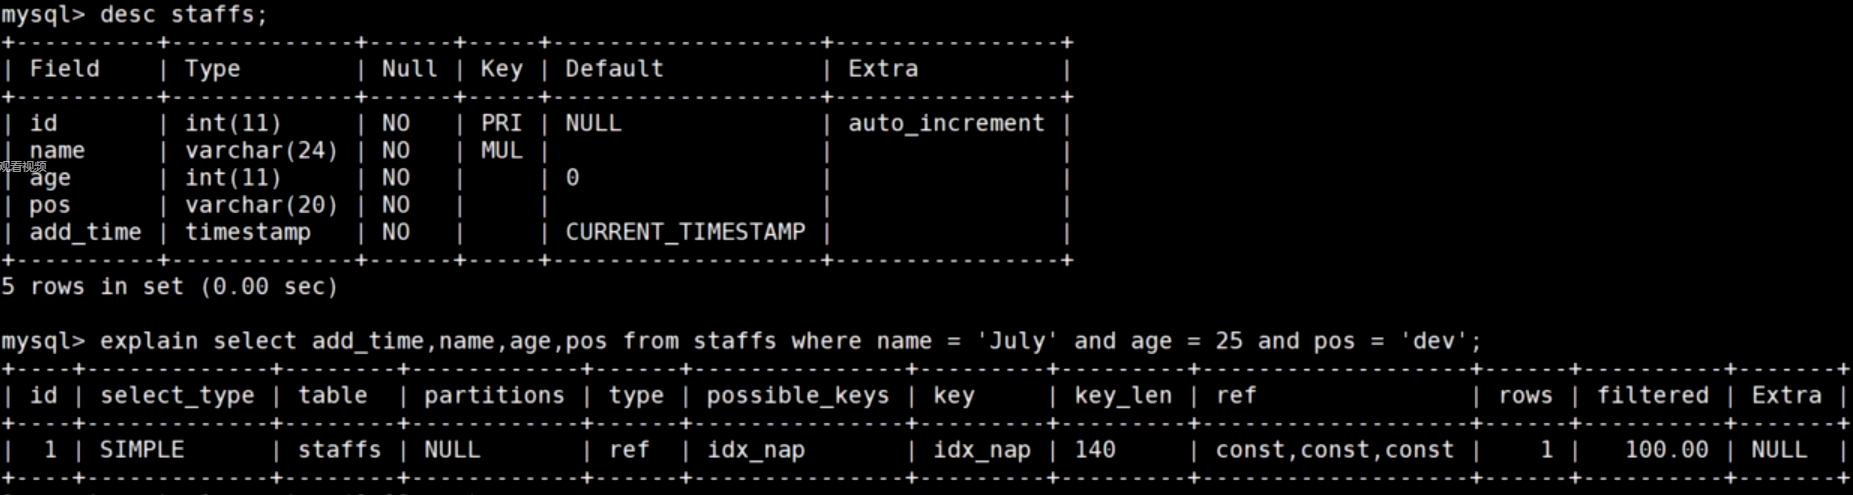 mysql> desc staffs;
+----------+-------------+------+-----+-------------------+----------------+
| Field    | Type        | Null | Key | Default           | Extra          |
+----------+-------------+------+-----+-------------------+----------------+
| id       | int(11)     | NO   | PRI | NULL              | auto_increment |
| name     | varchar(24) | NO   | MUL |                   |                |
观看视频
| age      | int(11)     | NO   |     | 0                 |                |
| pos      | varchar(20) | NO   |     |                   |                |
| add_time | timestamp   | NO   |     | CURRENT_TIMESTAMP |                |
+----------+-------------+------+-----+-------------------+----------------+
5 rows in set (0.00 sec)
mysql> explain select add_time,name,age,pos from staffs where name = 'July' and age = 25 and pos = 'dev';
+----+-------------+--------+------------+------+---------------+---------+---------+-------------------+------+----------+-------+
| id | select_type | table  | partitions | type | possible_keys | key     | key_len | ref               | rows | filtered | Extra |
+----+-------------+--------+------------+------+---------------+---------+---------+-------------------+------+----------+-------+
|  1 | SIMPLE      | staffs | NULL       | ref  | idx_nap       | idx_nap | 140     | const,const,const |    1 |   100.00 | NULL  |
+----+-------------+--------+------------+------+---------------+---------+---------+-------------------+------+----------+-------+